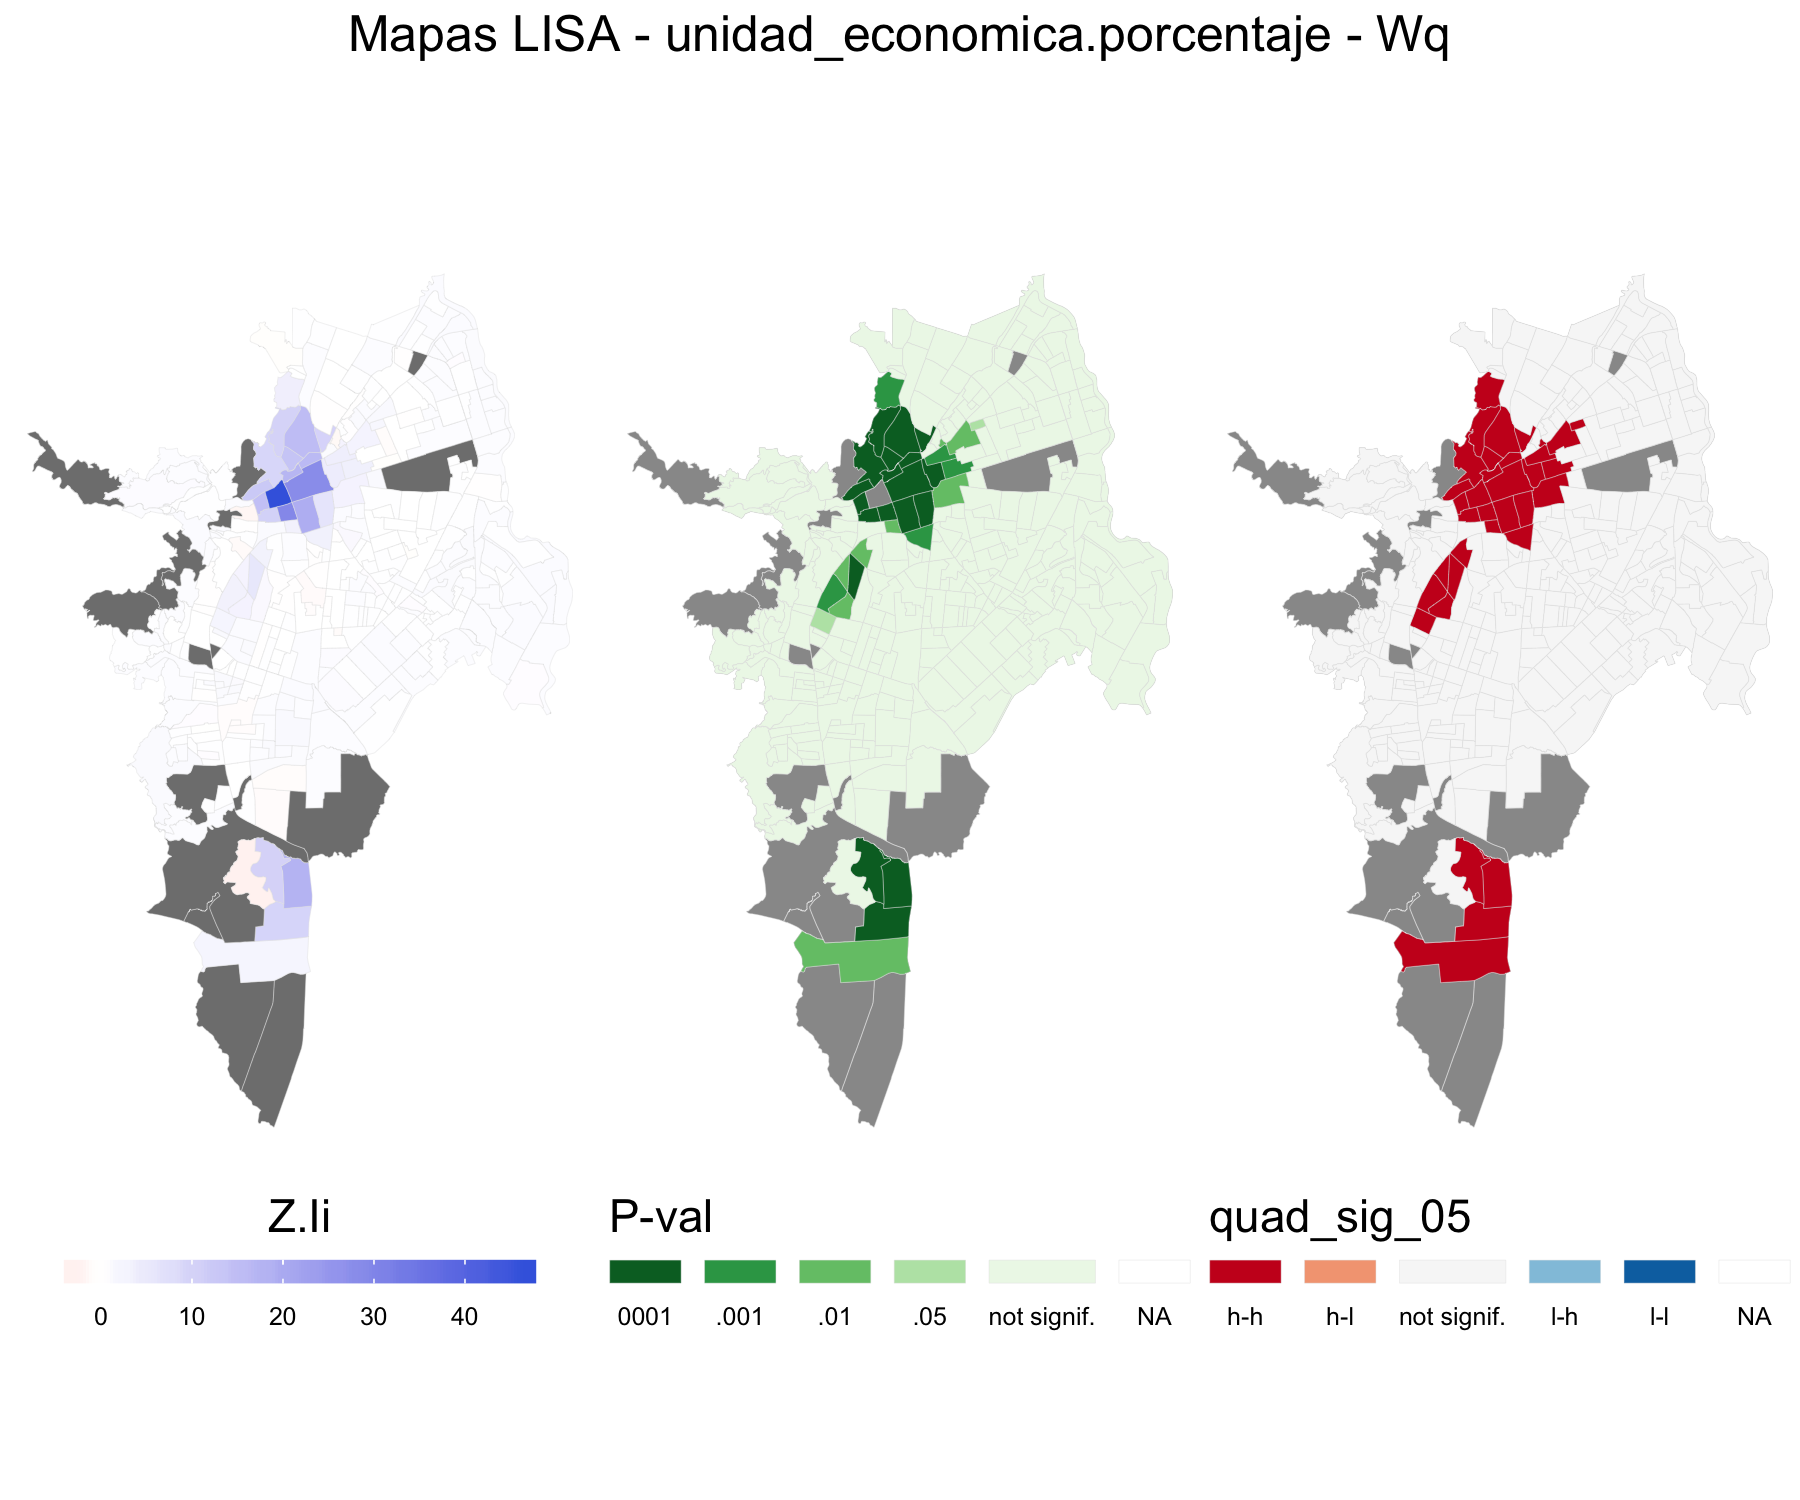 Mapas LISA - unidad_economica.porcentaje - Wq
Z.Ii
0 10 20 30 40
P-val
0001 .001 .01 .05 not signif. NA
quad_sig_05
h-h h-l not signif. l-h l-l NA